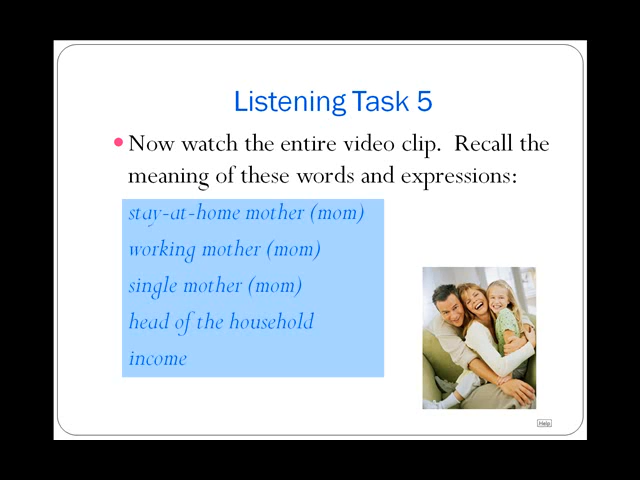 Listening Task 5
Now watch the entire video clip.  Recall the
meaning of these words and expressions:
stay-at-home mother (mom)
working mother (mom)
single mother (mom)
head of the household
income
Help